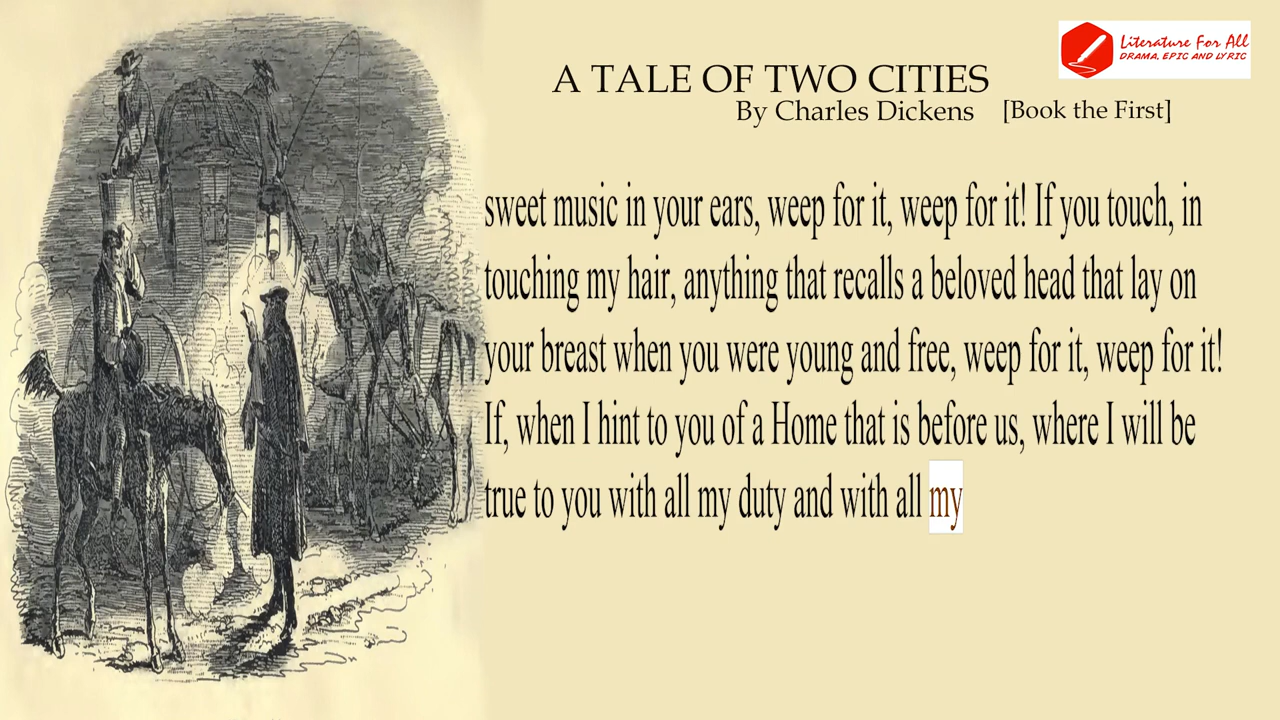 Literature For All
DRAMA, EPIC AND LYRIC
A TALE OF TWO CITIES
By Charles Dickens [Book the First]
sweet music in your ears, weep for it, weep for it! If you touch, in
touching my hair, anything that recalls a beloved head that lay on
your breast when you were young and free, weep for it, weep for it!
If, when I hint to you of a Home that is before us, where I will be
true to you with all my duty and with all my